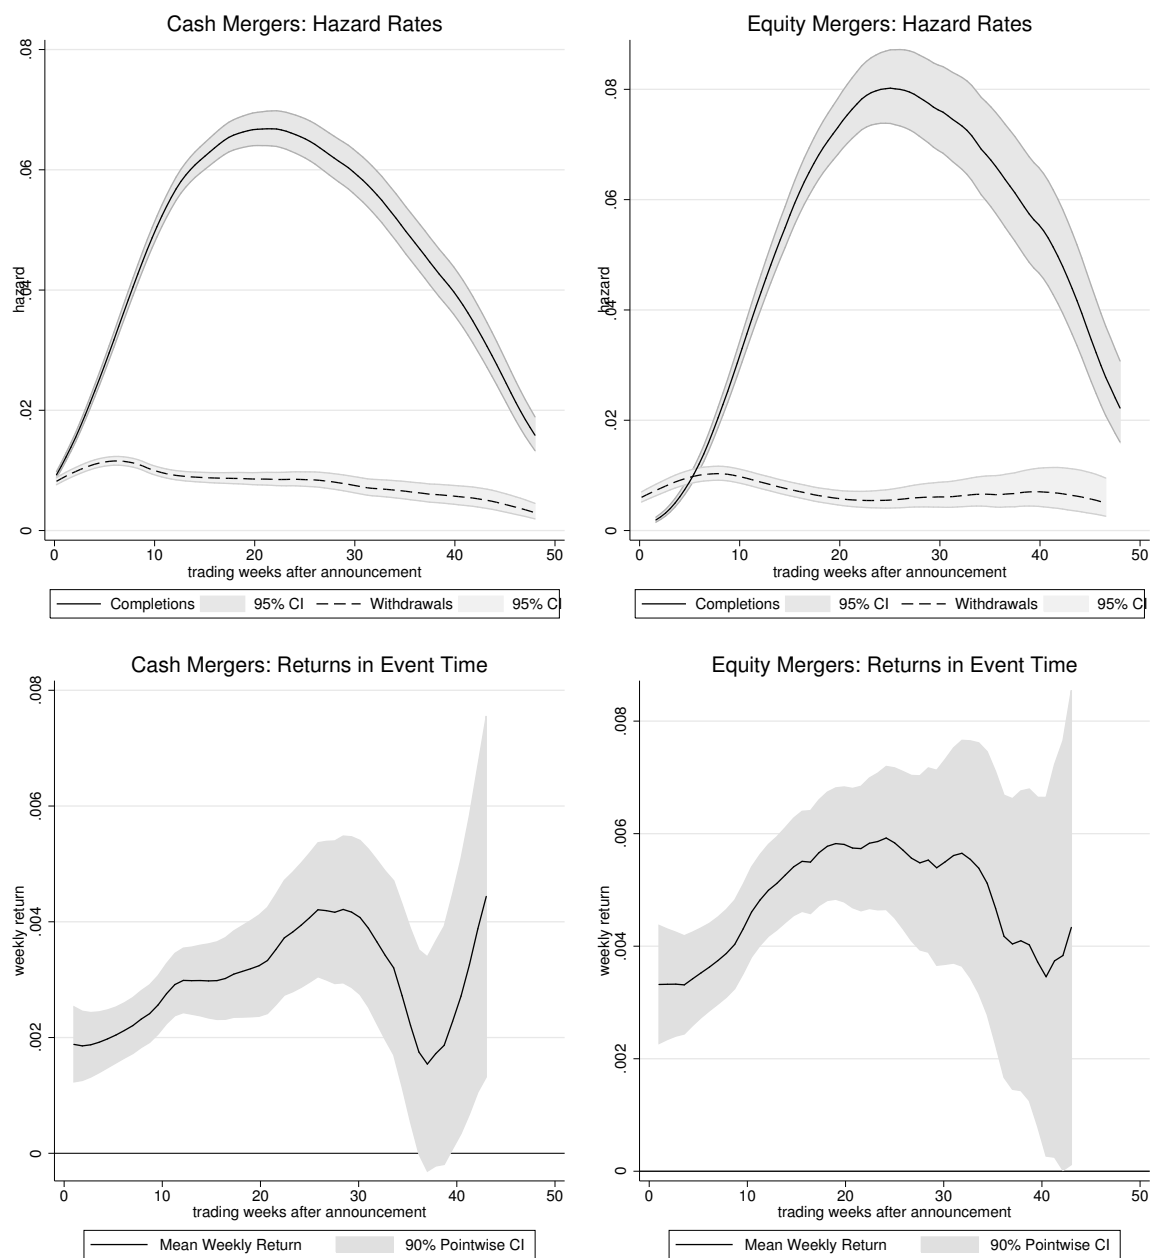 Cash Mergers: Hazard Rates
.08
.06
.04
.02
0
hazard
0 10 20 30 40 50
trading weeks after announcement
Completions 95% CI Withdrawals 95% CI
Equity Mergers: Hazard Rates
.08
.06
.04
.02
0
hazard
0 10 20 30 40 50
trading weeks after announcement
Completions 95% CI Withdrawals 95% CI
Cash Mergers: Returns in Event Time
.008
.006
.004
.002
0
weekly return
0 10 20 30 40 50
trading weeks after announcement
Mean Weekly Return 90% Pointwise CI
Equity Mergers: Returns in Event Time
.008
.006
.004
.002
0
weekly return
0 10 20 30 40 50
trading weeks after announcement
Mean Weekly Return 90% Pointwise CI